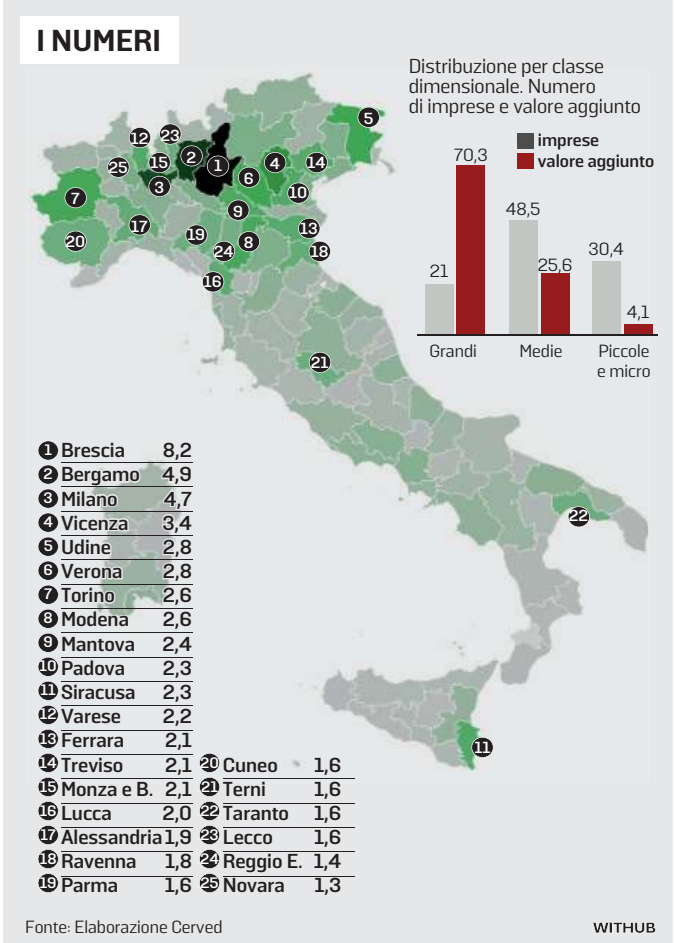 I NUMERI
Distribuzione per classe
dimensionale. Numero
di imprese e valore aggiunto
imprese
valore aggiunto
21
70,3
48,5
25,6
30,4
4,1
Grandi
Medie
Piccole
e micro
1
2
3
4
5
6
7
8
9
10
11
12
13
14
15
16
17
18
19
20
21
22
23
24
25
1 Brescia 8,2
2 Bergamo 4,9
3 Milano 4,7
4 Vicenza 3,4
5 Udine 2,8
6 Verona 2,8
7 Torino 2,6
8 Modena 2,6
9 Mantova 2,4
10 Padova 2,3
11 Siracusa 2,3
12 Varese 2,2
13 Ferrara 2,1
14 Treviso 2,1
15 Monza e B. 2,1
16 Lucca 2,0
17 Alessandria 1,9
18 Ravenna 1,8
19 Parma 1,6
20 Cuneo 1,6
21 Terni 1,6
22 Taranto 1,6
23 Lecco 1,6
24 Reggio E. 1,4
25 Novara 1,3
Fonte: Elaborazione Cerved
WITHUB